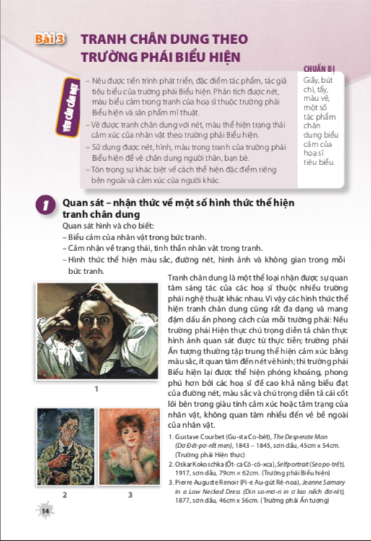 Bài 3
TRANH CHÂN DUNG THEO
TRƯỜNG PHÁI BIỂU HIỆN
YÊU CẦU CẦN ĐẠT
– Nêu được tiến trình phát triển, đặc điểm tác phẩm, tác giả
tiêu biểu của trường phái Biểu hiện. Phân tích được nét,
màu biểu cảm trong tranh của hoạ sĩ thuộc trường phái
Biểu hiện và sản phẩm mĩ thuật.
– Vẽ được tranh chân dung với nét, màu thể hiện trạng thái
cảm xúc của nhân vật theo trường phái Biểu hiện.
– Sử dụng được nét, hình, màu trong tranh của trường phái
Biểu hiện để vẽ chân dung người thân, bạn bè.
– Tôn trọng sự khác biệt về cách thể hiện đặc điểm riêng
bên ngoài và cảm xúc của người khác.
CHUẨN BỊ
Giấy, bút
chì, tẩy,
màu vẽ,
một số
tác phẩm
chân
dung biểu
cảm của
hoạ sĩ
tiêu biểu.
1 Quan sát – nhận thức về một số hình thức thể hiện
tranh chân dung
Quan sát hình và cho biết:
– Biểu cảm của nhân vật trong bức tranh.
– Cảm nhận về trạng thái, tinh thần nhân vật trong tranh.
– Hình thức thể hiện màu sắc, đường nét, hình ảnh và không gian trong mỗi
bức tranh.
1
2
3
Tranh chân dung là một thể loại nhận được sự quan
tâm sáng tác của các hoạ sĩ thuộc nhiều trường
phái nghệ thuật khác nhau. Vì vậy các hình thức thể
hiện tranh chân dung cũng rất đa dạng và mang
đậm dấu ấn phong cách của mỗi trường phái: Nếu
trường phái Hiện thực chú trọng diễn tả chân thực
hình ảnh quan sát được từ thực tiễn; trường phái
Ấn tượng thường tập trung thể hiện cảm xúc bằng
màu sắc, ít quan tâm đến nét vẽ hình; thì trường phái
Biểu hiện lại được thể hiện phóng khoáng, phong
phú hơn bởi các hoạ sĩ đề cao khả năng biểu đạt
của đường nét, màu sắc và chú trọng diễn tả cái cốt
lõi bên trong giàu tính cảm xúc hoặc tâm trạng của
nhân vật, không quan tâm nhiều đến vẻ bề ngoài
của nhân vật.
1. Gustave Courbet (Gu-sta Cô-bét), The Desperate Man
(Dơ Đét-pơ-rết men), 1843 – 1845, sơn dầu, 45cm x 54cm.
(Trường phái Hiện thực)
2. Oskar Kokoschka (Ốt-ca Cô-cô-xca), Selfportrait (Seo po-trết),
1917, sơn dầu, 79cm × 62cm. (Trường phái Biểu hiện)
3. Pierre Auguste Renoir (Pi-e Au-gút Rê-noa), Jeanne Samary
in a Low Necked Dress
1877, sơn dầu, 46cm x 56cm. (Trường phái Ấn tượng)
14